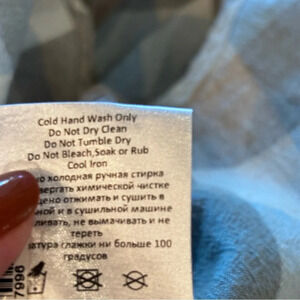 Cold Hand Wash Only
Do Not Dry Clean
Do Not Tumble Dry
Do Not Bleach,Soak or Rub
Cool Iron
холодная ручная стирка
химической чистке
отжимать и сушить в
и в сушильной машине
не вымачивать и не
тереть
глажки ни больше 100
градусов
7996